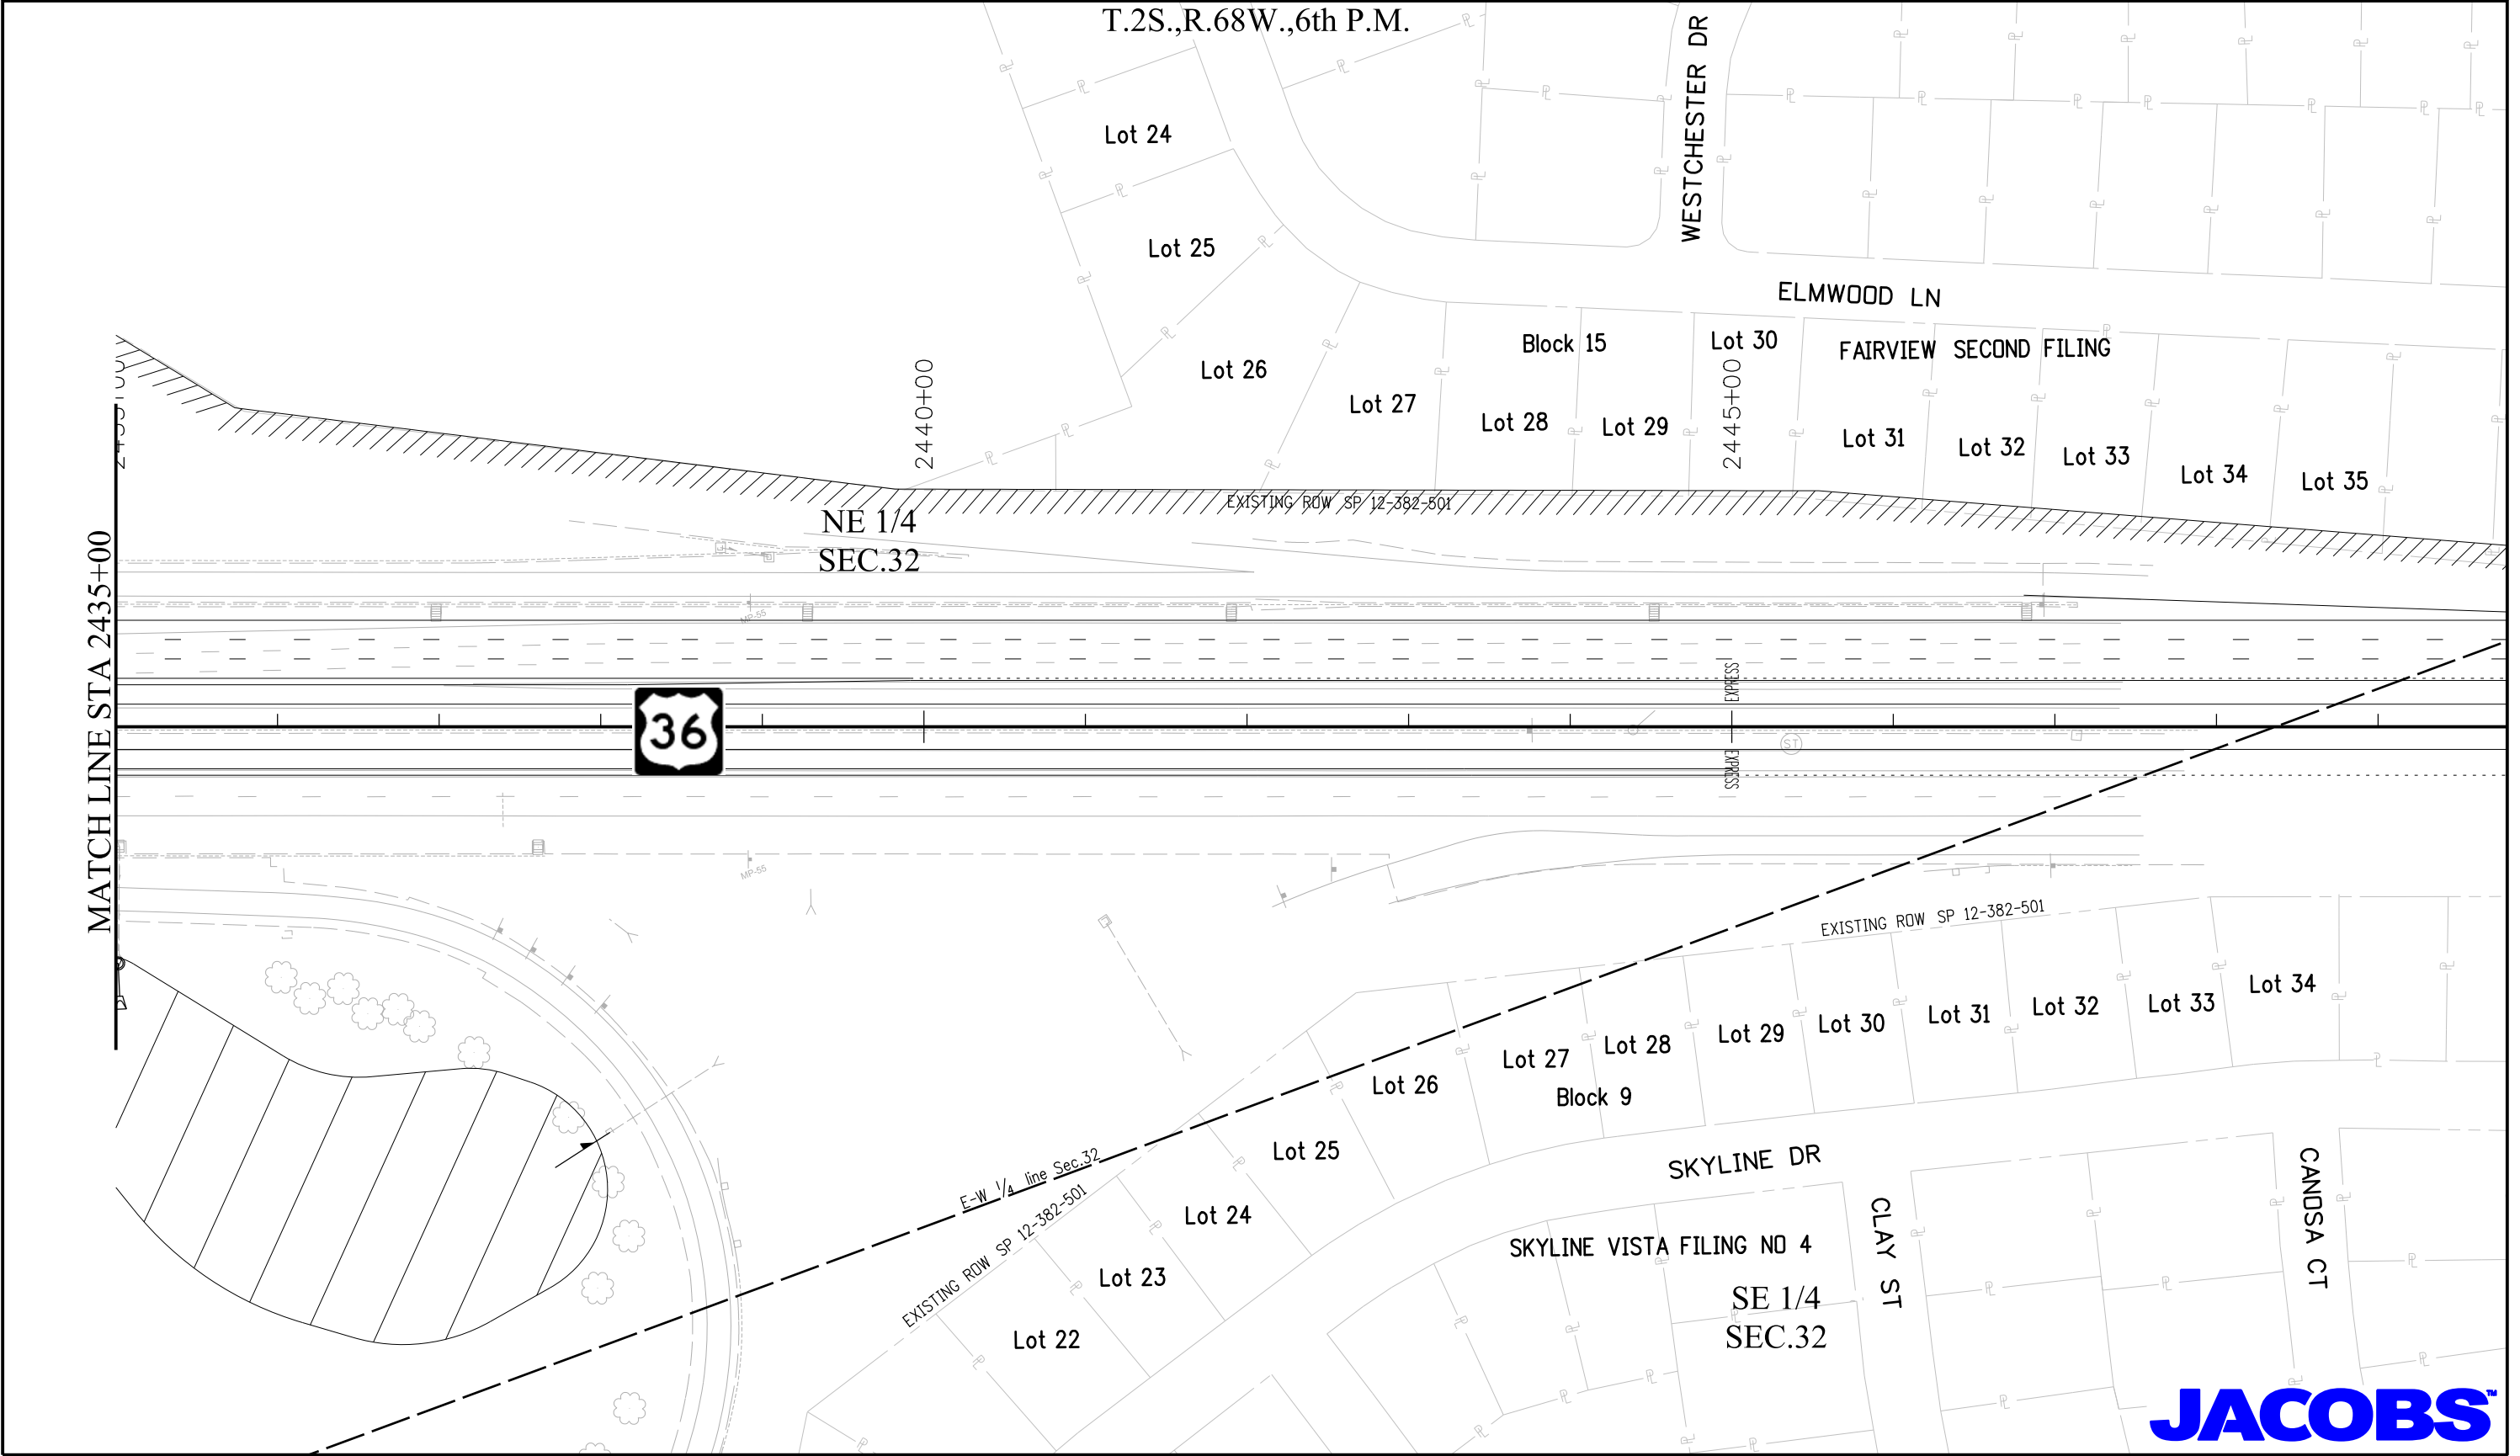 T.2S.,R.68W.,6th P.M.
WESTCHESTER DR
Lot 24
Lot 25
ELMWOOD LN
Block 15
Lot 30
FAIRVIEW SECOND FILING
Lot 26
Lot 27
Lot 28
Lot 29
Lot 31
Lot 32
Lot 33
Lot 34
Lot 35
2440+00
2445+00
EXISTING ROW SP 12-382-501
NE 1/4
SEC.32
MATCH LINE STA 2435+00
MP-55
EXPRESS
36
EXPRESS
ST
MP-55
EXISTING ROW SP 12-382-501
Lot 34
Lot 33
Lot 32
Lot 31
Lot 30
Lot 29
Lot 28
Lot 27
Lot 26
Block 9
Lot 25
Lot 24
Lot 23
Lot 22
E-W 1/4 line Sec.32
EXISTING ROW SP 12-382-501
SKYLINE DR
CLAY ST
CANOSA CT
SKYLINE VISTA FILING NO 4
SE 1/4
SEC.32
JACOBS™